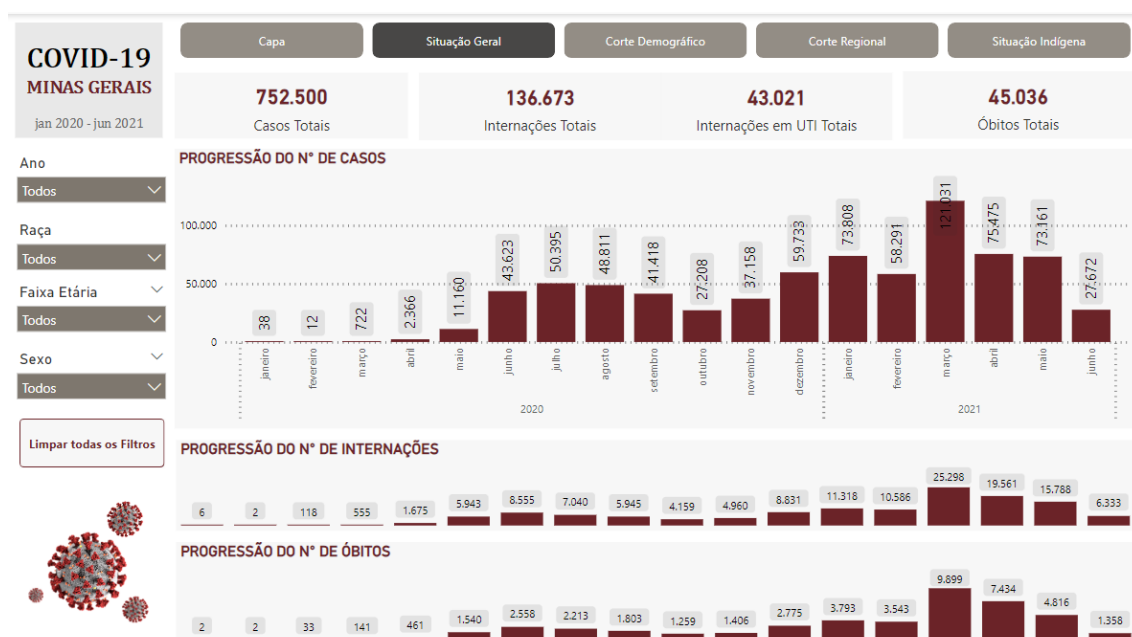 COVID-19
MINAS GERAIS
jan 2020 - jun 2021
Capa
Situação Geral
Corte Demográfico
Corte Regional
Situação Indígena
752.500
Casos Totais
136.673
Internações Totais
43.021
Internações em UTI Totais
45.036
Óbitos Totais
Ano
Todos
Raça
Todos
Faixa Etária
Todos
Sexo
Todos
Limpar todas os Filtros
PROGRESSÃO DO N° DE CASOS
100.000
50.000
0
38
12
722
2.366
11.160
43.623
50.395
48.811
41.418
27.208
37.158
59.733
73.808
58.291
121.031
75.475
73.161
27.672
janeiro
fevereiro
março
abril
maio
junho
julho
agosto
setembro
outubro
novembro
dezembro
janeiro
fevereiro
março
abril
maio
junho
2020
2021
PROGRESSÃO DO N° DE INTERNAÇÕES
6
2
118
555
1.675
5.943
8.555
7.040
5.945
4.159
4.960
8.831
11.318
10.586
25.298
19.561
15.788
6.333
PROGRESSÃO DO N° DE ÓBITOS
2
2
33
141
461
1.540
2.558
2.213
1.803
1.259
1.406
2.775
3.793
3.543
9.899
7.434
4.816
1.358